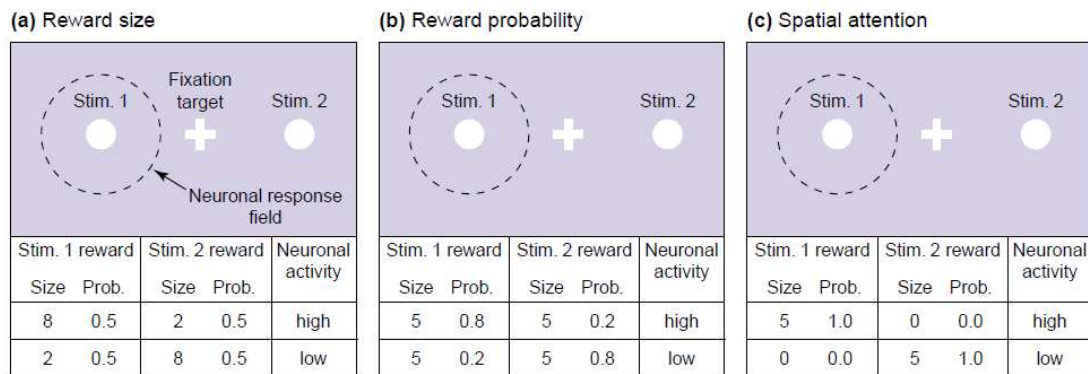 (a) Reward size
Stim. 1
Fixation
target
Stim. 2
Neuronal response
field
Stim. 1 reward Stim. 2 reward Neuronal
activity
Size Prob. Size Prob.
8 0.5 2 0.5 high
2 0.5 8 0.5 low
(b) Reward probability
Stim. 1
Stim. 2
Stim. 1 reward Stim. 2 reward Neuronal
activity
Size Prob. Size Prob.
5 0.8 5 0.2 high
5 0.2 5 0.8 low
(c) Spatial attention
Stim. 1
Stim. 2
Stim. 1 reward Stim. 2 reward Neuronal
activity
Size Prob. Size Prob.
5 1.0 0 0.0 high
0 0.0 5 1.0 low